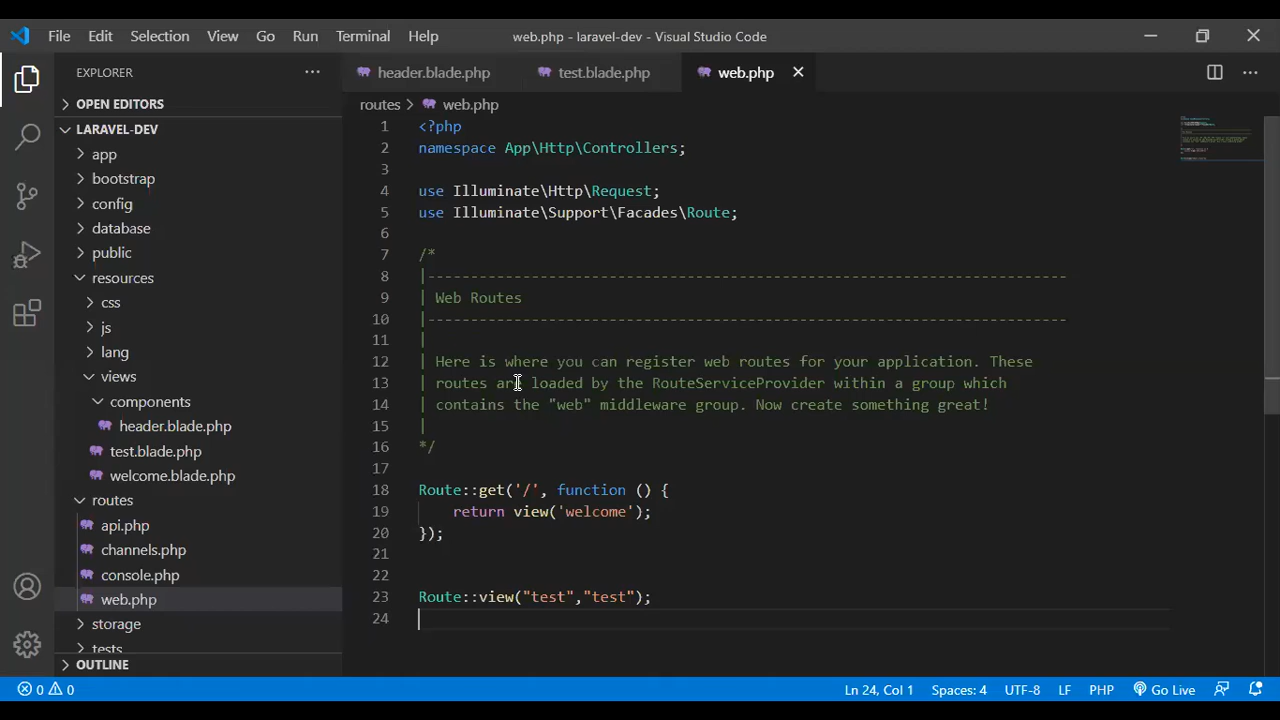 File Edit Selection View Go Run Terminal Help web.php - laravel-dev - Visual Studio Code
EXPLORER
OPEN EDITORS
LARAVEL-DEV
app
bootstrap
config
database
public
resources
css
js
lang
views
components
header.blade.php
test.blade.php
welcome.blade.php
routes
api.php
channels.php
console.php
web.php
storage
tests
OUTLINE
header.blade.php test.blade.php web.php
routes > web.php
1 <?php
2 namespace App\Http\Controllers;
3
4 use Illuminate\Http\Request;
5 use Illuminate\Support\Facades\Route;
6
7 /*
8 |--------------------------------------------------------------------------
9 | Web Routes
10 |--------------------------------------------------------------------------
11 |
12 | Here is where you can register web routes for your application. These
13 | routes are loaded by the RouteServiceProvider within a group which
14 | contains the "web" middleware group. Now create something great!
15 |
16 */
17
18 Route::get('/', function () {
19 return view('welcome');
20 });
21
22
23 Route::view("test","test");
24
0 0 Ln 24, Col 1 Spaces: 4 UTF-8 LF PHP Go Live